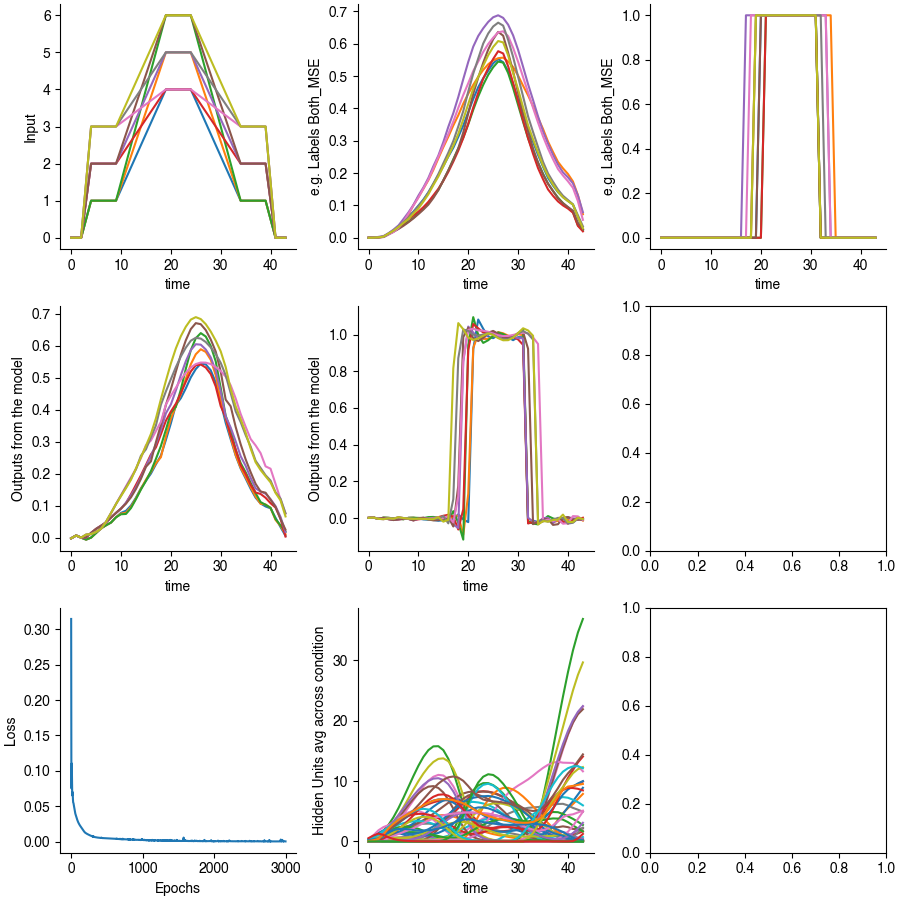 6
5
4
3
2
1
0
Input
0 10 20 30 40
time
0.7
0.6
0.5
0.4
0.3
0.2
0.1
0.0
e.g. Labels Both_MSE
0 10 20 30 40
time
1.0
0.8
0.6
0.4
0.2
0.0
e.g. Labels Both_MSE
0 10 20 30 40
time
0.7
0.6
0.5
0.4
0.3
0.2
0.1
0.0
Outputs from the model
0 10 20 30 40
time
1.0
0.8
0.6
0.4
0.2
0.0
Outputs from the model
0 10 20 30 40
time
1.0
0.8
0.6
0.4
0.2
0.0
0.0 0.2 0.4 0.6 0.8 1.0
0.30
0.25
0.20
0.15
0.10
0.05
0.00
Loss
0 1000 2000 3000
Epochs
30
20
10
0
Hidden Units avg across condition
0 10 20 30 40
time
1.0
0.8
0.6
0.4
0.2
0.0
0.0 0.2 0.4 0.6 0.8 1.0